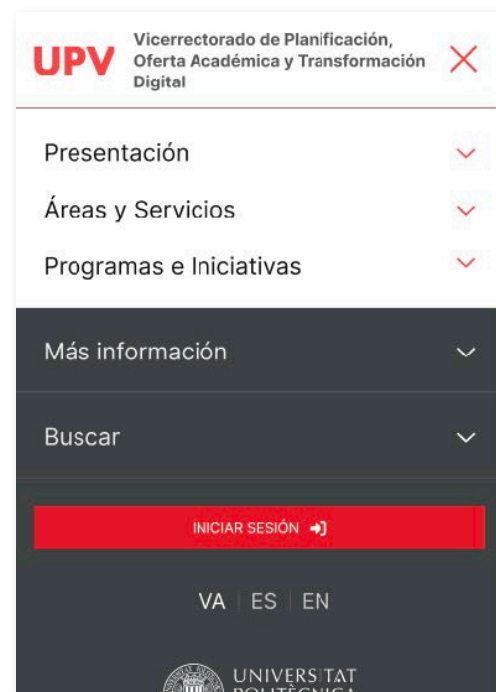 UPV
Vicerrectorado de Planificación,
Oferta Académica y Transformación
Digital
Presentación
Áreas y Servicios
Programas e Iniciativas
Más información
Buscar
INICIAR SESIÓN
VA | ES | EN
UNIVERSITAT
POLITÈCNICA